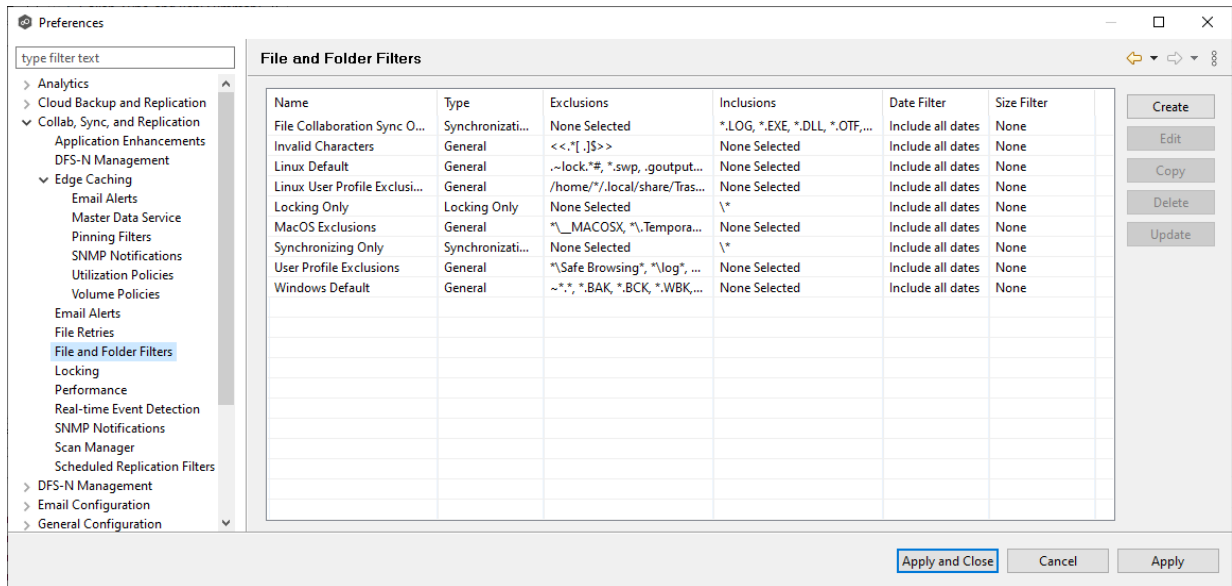 Preferences
type filter text
Analytics
Cloud Backup and Replication
Collab, Sync, and Replication
Application Enhancements
DFS-N Management
Edge Caching
Email Alerts
Master Data Service
Pinning Filters
SNMP Notifications
Utilization Policies
Volume Policies
Email Alerts
File Retries
File and Folder Filters
Locking
Performance
Real-time Event Detection
SNMP Notifications
Scan Manager
Scheduled Replication Filters
DFS-N Management
Email Configuration
General Configuration
File and Folder Filters
Name Type Exclusions Inclusions Date Filter Size Filter
File Collaboration Sync O... Synchronizati... None Selected *.LOG, *.EXE, *.DLL, *.OTF,... Include all dates None
Invalid Characters General <<.*[ .]$>> None Selected Include all dates None
Linux Default General .~lock.*#, *.swp, .goutput... None Selected Include all dates None
Linux User Profile Exclusi... General /home/*/.local/share/Tras... None Selected Include all dates None
Locking Only Locking Only None Selected \* Include all dates None
MacOS Exclusions General *\__MACOSX, *\.Tempora... None Selected Include all dates None
Synchronizing Only Synchronizati... None Selected \* Include all dates None
User Profile Exclusions General *\Safe Browsing*, *\log*, ... None Selected Include all dates None
Windows Default General ~*.*, *.BAK, *.BCK, *.WBK,... None Selected Include all dates None
Create
Edit
Copy
Delete
Update
Apply and Close Cancel Apply